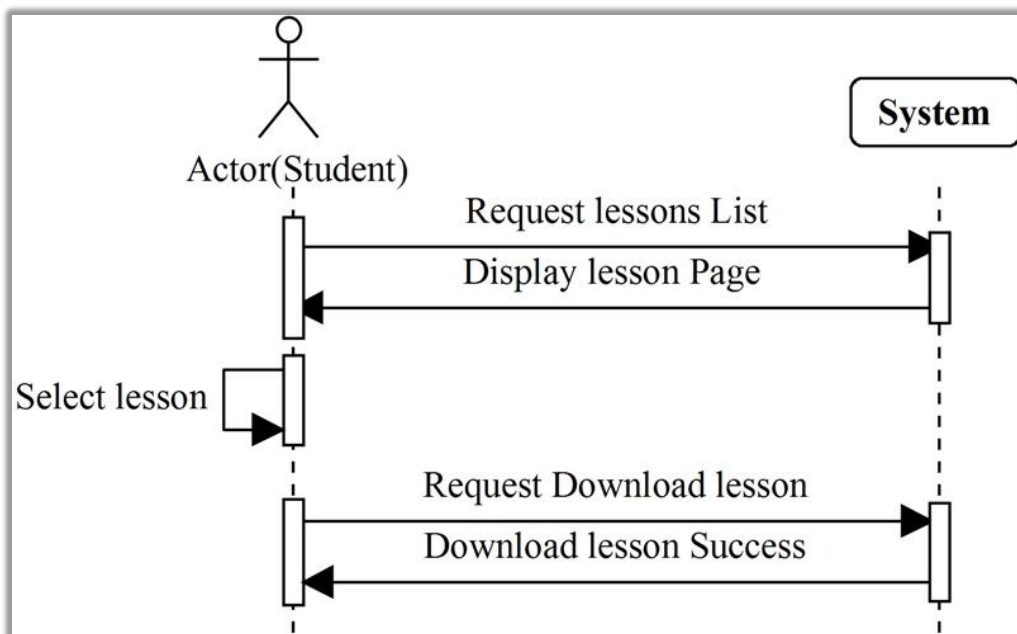 System
Actor(Student)
Request lessons List
Display lesson Page
Select lesson
Request Download lesson
Download lesson Success